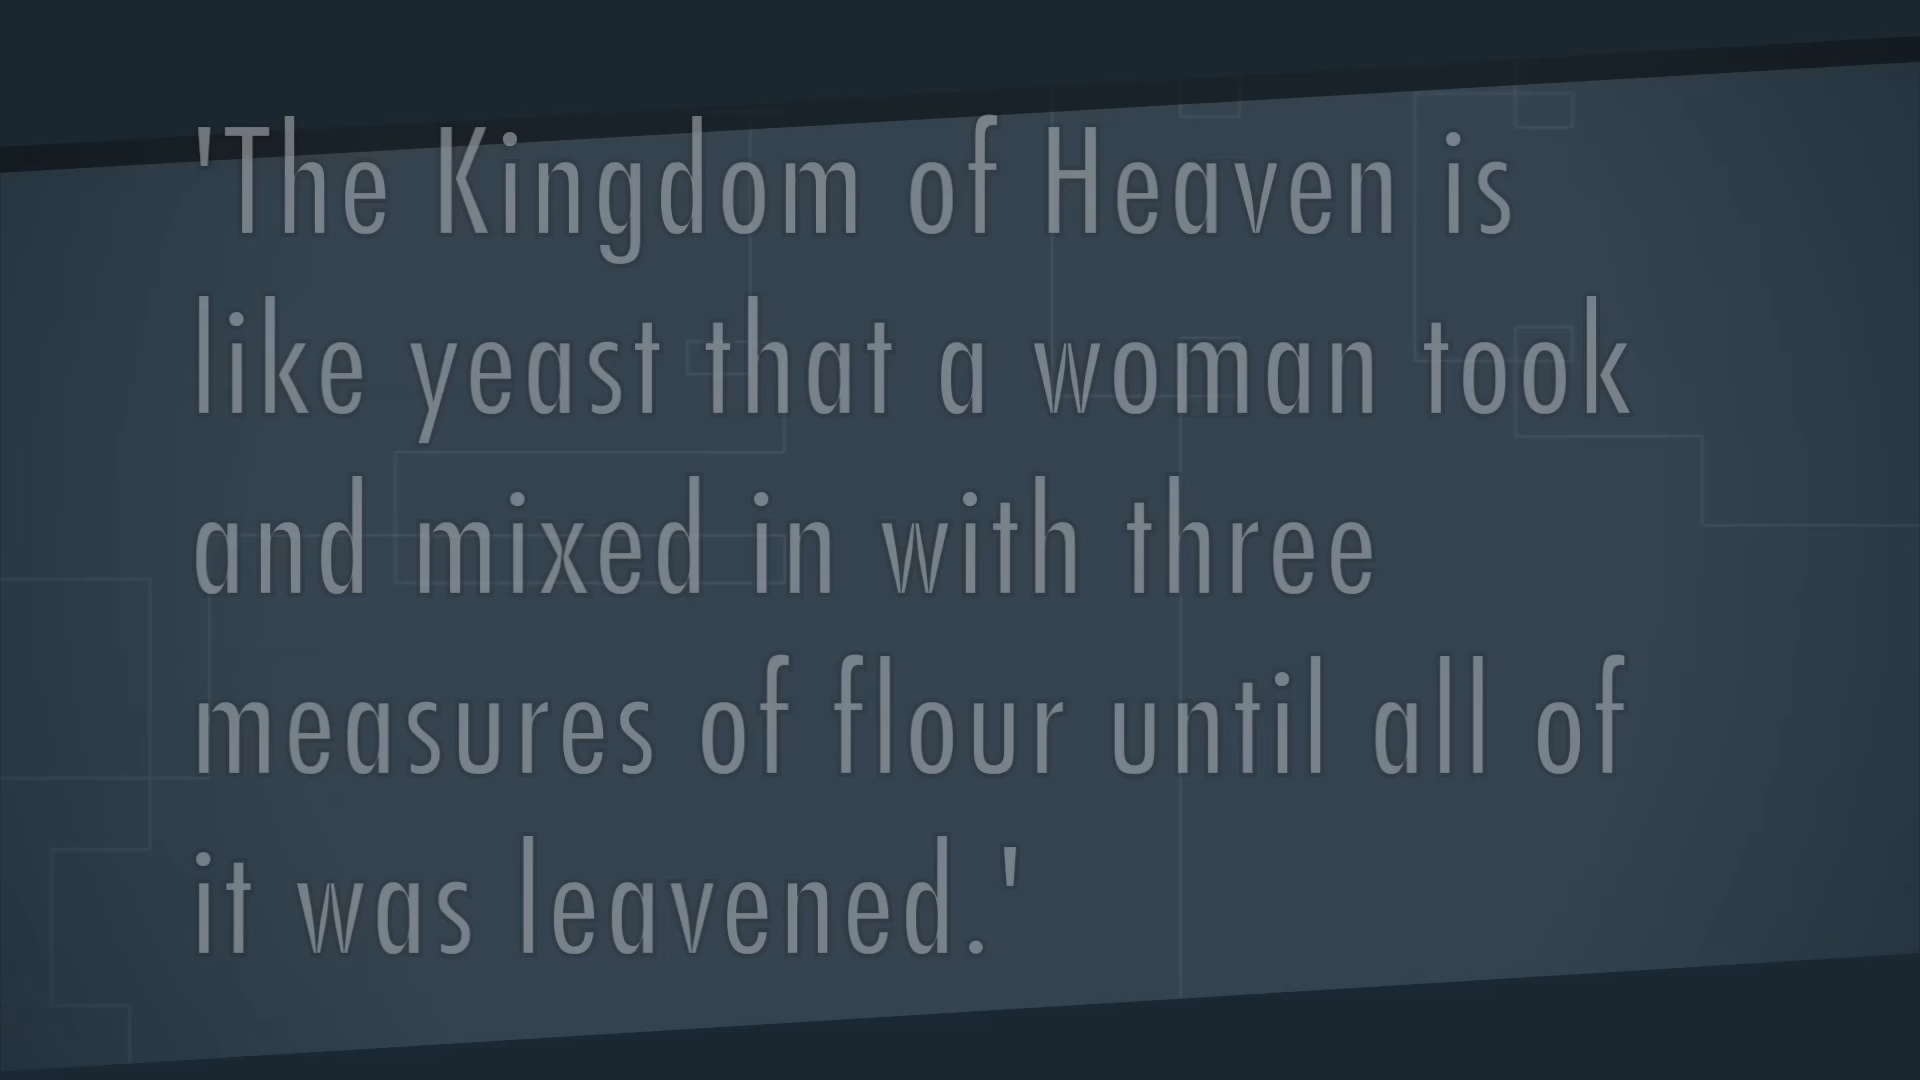 'The Kingdom of Heaven is
like yeast that a woman took
and mixed in with three
measures of flour until all of
it was leavened.'